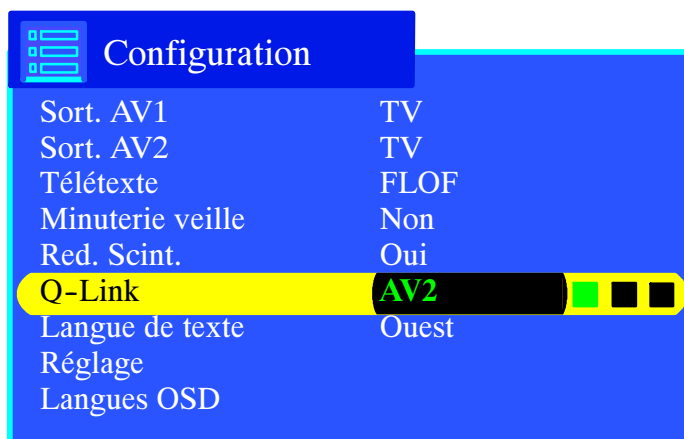 Configuration
Sort. AV1 TV
Sort. AV2 TV
Télétexte FLOF
Minuterie veille Non
Red. Scint. Oui
Q-Link AV2
Langue de texte Ouest
Réglage
Langues OSD